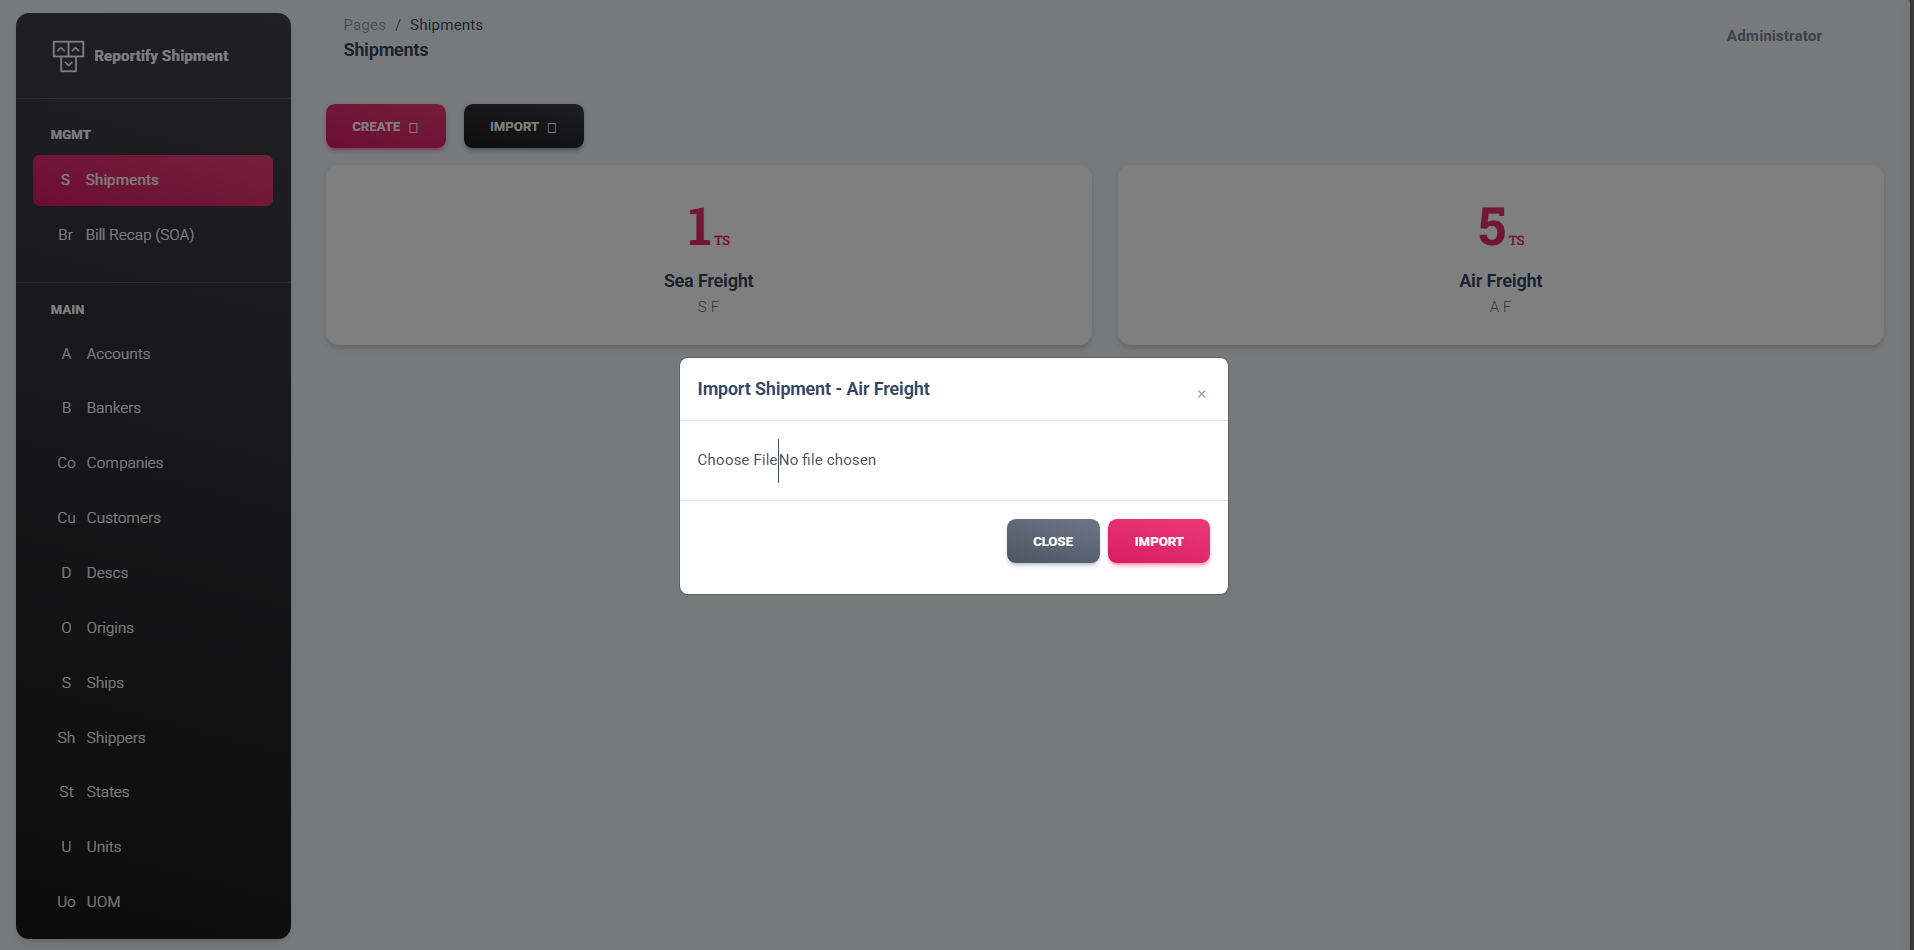 Reportify Shipment
MGMT
S Shipments
Br Bill Recap (SOA)
MAIN
A Accounts
B Bankers
Co Companies
Cu Customers
D Descs
O Origins
S Ships
Sh Shippers
St States
U Units
Uo UOM
Pages / Shipments
Shipments
Administrator
CREATE
IMPORT
1 TS
Sea Freight
S F
5 TS
Air Freight
A F
Import Shipment - Air Freight
×
Choose File No file chosen
CLOSE
IMPORT